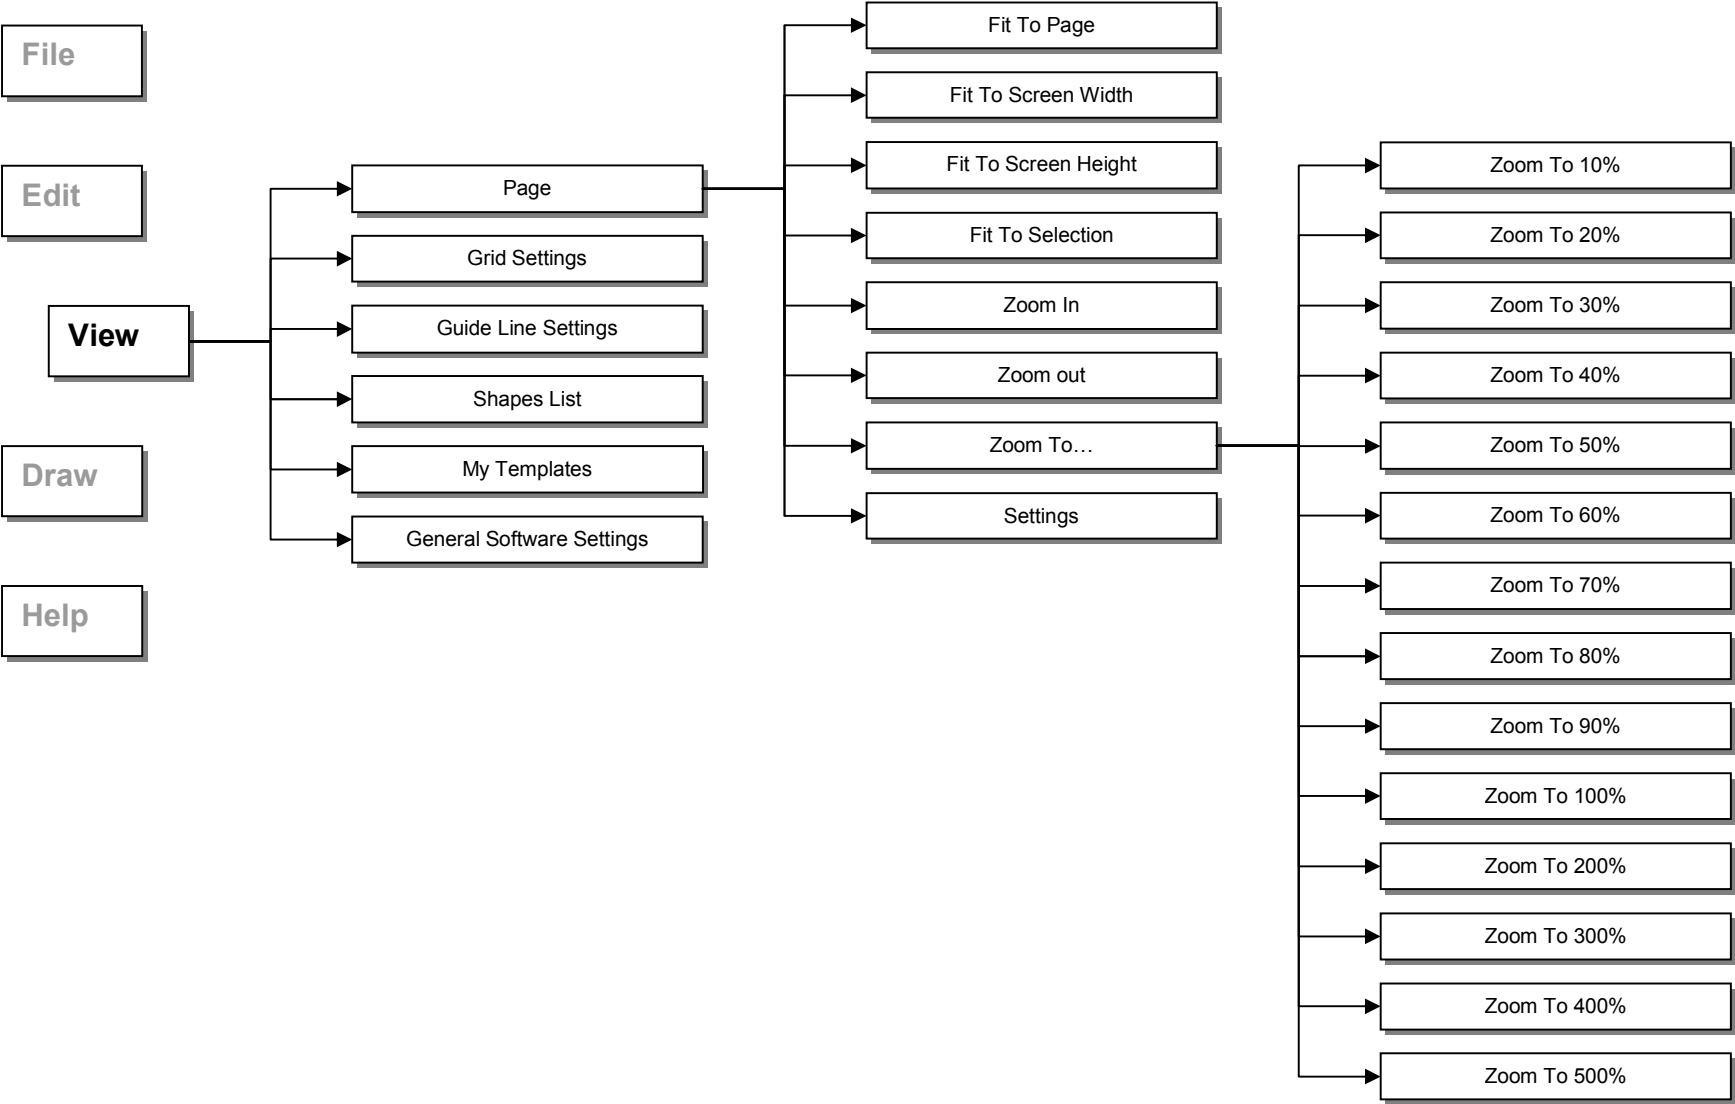 File
Edit
View
Draw
Help
Page
Grid Settings
Guide Line Settings
Shapes List
My Templates
General Software Settings
Fit To Page
Fit To Screen Width
Fit To Screen Height
Fit To Selection
Zoom In
Zoom out
Zoom To…
Settings
Zoom To 10%
Zoom To 20%
Zoom To 30%
Zoom To 40%
Zoom To 50%
Zoom To 60%
Zoom To 70%
Zoom To 80%
Zoom To 90%
Zoom To 100%
Zoom To 200%
Zoom To 300%
Zoom To 400%
Zoom To 500%